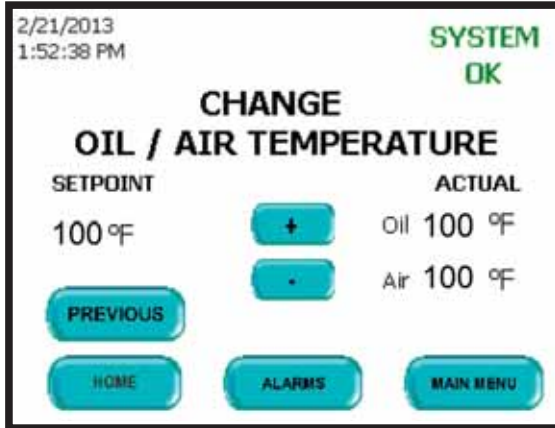 2/21/2013
1:52:38 PM
SYSTEM
OK
CHANGE
OIL / AIR TEMPERATURE
SETPOINT
ACTUAL
100 ºF
+
Oil 100 ºF
-
Air 100 ºF
PREVIOUS
HOME
ALARMS
MAIN MENU